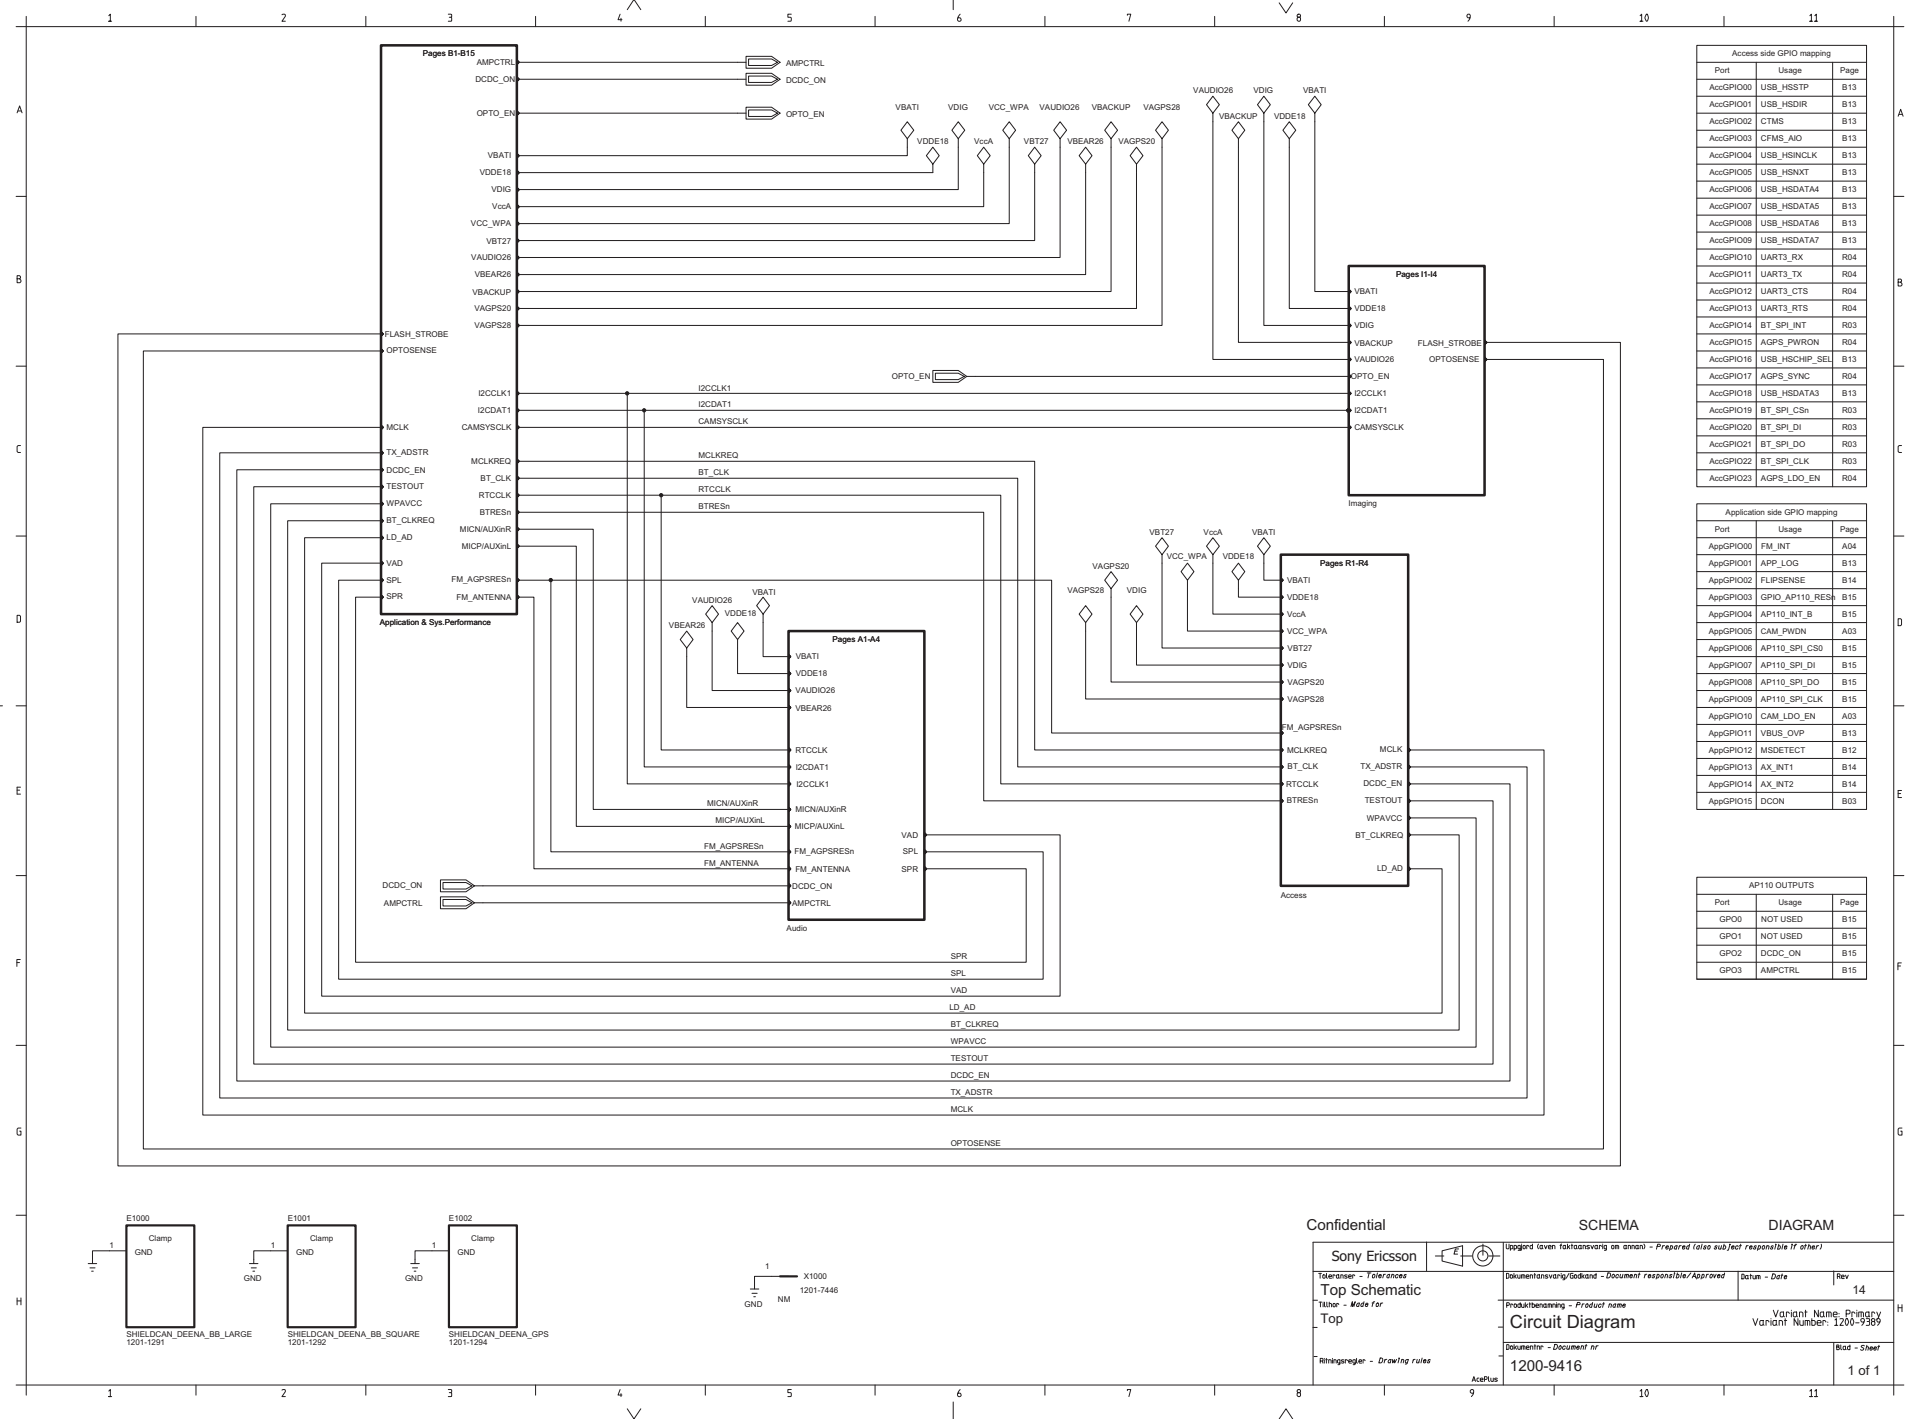 1 2 3 4 5 6 7 8 9 10 11
A
B
C
D
E
F
G
H
Pages B1-B15
AMPCTRL
DCDC_ON
OPTO_EN
VBATI
VDDE18
VDIG
VccA
VCC_WPA
VBT27
VAUDIO26
VBEAR26
VBACKUP
VAGPS20
VAGPS28
FLASH_STROBE
OPTOSENSE
I2CCLK1
I2CDAT1
CAMSYSCLK
MCLK
TX_ADSTR
DCDC_EN
TESTOUT
WPAVCC
BT_CLKREQ
LD_AD
VAD
SPL
SPR
MCLKREQ
BT_CLK
RTCCLK
BTRESn
MICN/AUXinR
MICP/AUXinL
FM_AGPSRESn
FM_ANTENNA
Application & Sys.Performance
AMPCTRL
DCDC_ON
OPTO_EN
VBATI VDIG VCC_WPA VAUDIO26 VBACKUP VAGPS28
VDDE18 VccA VBT27 VBEAR26 VAGPS20
VAUDIO26 VDIG VBATI
VBACKUP VDDE18
Pages I1-I4
VBATI
VDDE18
VDIG
VBACKUP
VAUDIO26
OPTO_EN
I2CCLK1
I2CDAT1
CAMSYSCLK
FLASH_STROBE
OPTOSENSE
Imaging
OPTO_EN
I2CCLK1
I2CDAT1
CAMSYSCLK
MCLKREQ
BT_CLK
RTCCLK
BTRESn
VBT27 VccA VBATI
VCC_WPA VDDE18
VAGPS20
VAGPS28 VDIG
Pages R1-R4
VBATI
VDDE18
VccA
VCC_WPA
VBT27
VDIG
VAGPS20
VAGPS28
FM_AGPSRESn
MCLKREQ
BT_CLK
RTCCLK
BTRESn
MCLK
TX_ADSTR
DCDC_EN
TESTOUT
WPAVCC
BT_CLKREQ
LD_AD
Access
VBATI
VAUDIO26
VDDE18
VBEAR26
Pages A1-A4
VBATI
VDDE18
VAUDIO26
VBEAR26
RTCCLK
I2CDAT1
I2CCLK1
MICN/AUXinR
MICP/AUXinL
FM_AGPSRESn
FM_ANTENNA
DCDC_ON
AMPCTRL
VAD
SPL
SPR
Audio
MICN/AUXinR
MICP/AUXinL
FM_AGPSRESn
FM_ANTENNA
DCDC_ON
AMPCTRL
SPR
SPL
VAD
LD_AD
BT_CLKREQ
WPAVCC
TESTOUT
DCDC_EN
TX_ADSTR
MCLK
OPTOSENSE
Access side GPIO mapping
Port Usage Page
AccGPIO00 USB_HSSTP B13
AccGPIO01 USB_HSDIR B13
AccGPIO02 CTMS B13
AccGPIO03 CFMS_AIO B13
AccGPIO04 USB_HSINCLK B13
AccGPIO05 USB_HSNXT B13
AccGPIO06 USB_HSDATA4 B13
AccGPIO07 USB_HSDATA5 B13
AccGPIO08 USB_HSDATA6 B13
AccGPIO09 USB_HSDATA7 B13
AccGPIO10 UART3_RX R04
AccGPIO11 UART3_TX R04
AccGPIO12 UART3_CTS R04
AccGPIO13 UART3_RTS R04
AccGPIO14 BT_SPI_INT R03
AccGPIO15 AGPS_PWRON R04
AccGPIO16 USB_HSCHIP_SEL B13
AccGPIO17 AGPS_SYNC R04
AccGPIO18 USB_HSDATA3 B13
AccGPIO19 BT_SPI_CSn R03
AccGPIO20 BT_SPI_DI R03
AccGPIO21 BT_SPI_DO R03
AccGPIO22 BT_SPI_CLK R03
AccGPIO23 AGPS_LDO_EN R04
Application side GPIO mapping
Port Usage Page
AppGPIO00 FM_INT A04
AppGPIO01 APP_LOG B13
AppGPIO02 FLIPSENSE B14
AppGPIO03 GPIO_AP110_RESn B15
AppGPIO04 AP110_INT_B B15
AppGPIO05 CAM_PWDN A03
AppGPIO06 AP110_SPI_CS0 B15
AppGPIO07 AP110_SPI_DI B15
AppGPIO08 AP110_SPI_DO B15
AppGPIO09 AP110_SPI_CLK B15
AppGPIO10 CAM_LDO_EN A03
AppGPIO11 VBUS_OVP B13
AppGPIO12 MSDETECT B12
AppGPIO13 AX_INT1 B14
AppGPIO14 AX_INT2 B14
AppGPIO15 DCON B03
AP110 OUTPUTS
Port Usage Page
GPO0 NOT USED B15
GPO1 NOT USED B15
GPO2 DCDC_ON B15
GPO3 AMPCTRL B15
E1000
Clamp
1 GND
SHIELDCAN_DEENA_BB_LARGE
1201-1291
E1001
Clamp
1 GND
GND
SHIELDCAN_DEENA_BB_SQUARE
1201-1292
E1002
Clamp
1 GND
GND
SHIELDCAN_DEENA_GPS
1201-1294
1 X1000
1201-7446
GND NM
Confidential SCHEMA DIAGRAM
Sony Ericsson E
Uppgjord (även faktaansvarig om annan) - Prepared (also subject responsible if other)
Toleranser - Tolerances
Top Schematic
Dokumentansvarig/Godkänd - Document responsible/Approved
Datum - Date
Rev
14
Tillhör - Made for
Top
Produktbenämning - Product name
Circuit Diagram
Variant Name: Primary
Variant Number: 1200-9389
Ritningsregler - Drawing rules
AcePlus
Dokumentnr - Document nr
1200-9416
Blad - Sheet
1 of 1
1 2 3 4 5 6 7 8 9 10 11
A
B
C
D
E
F
G
H